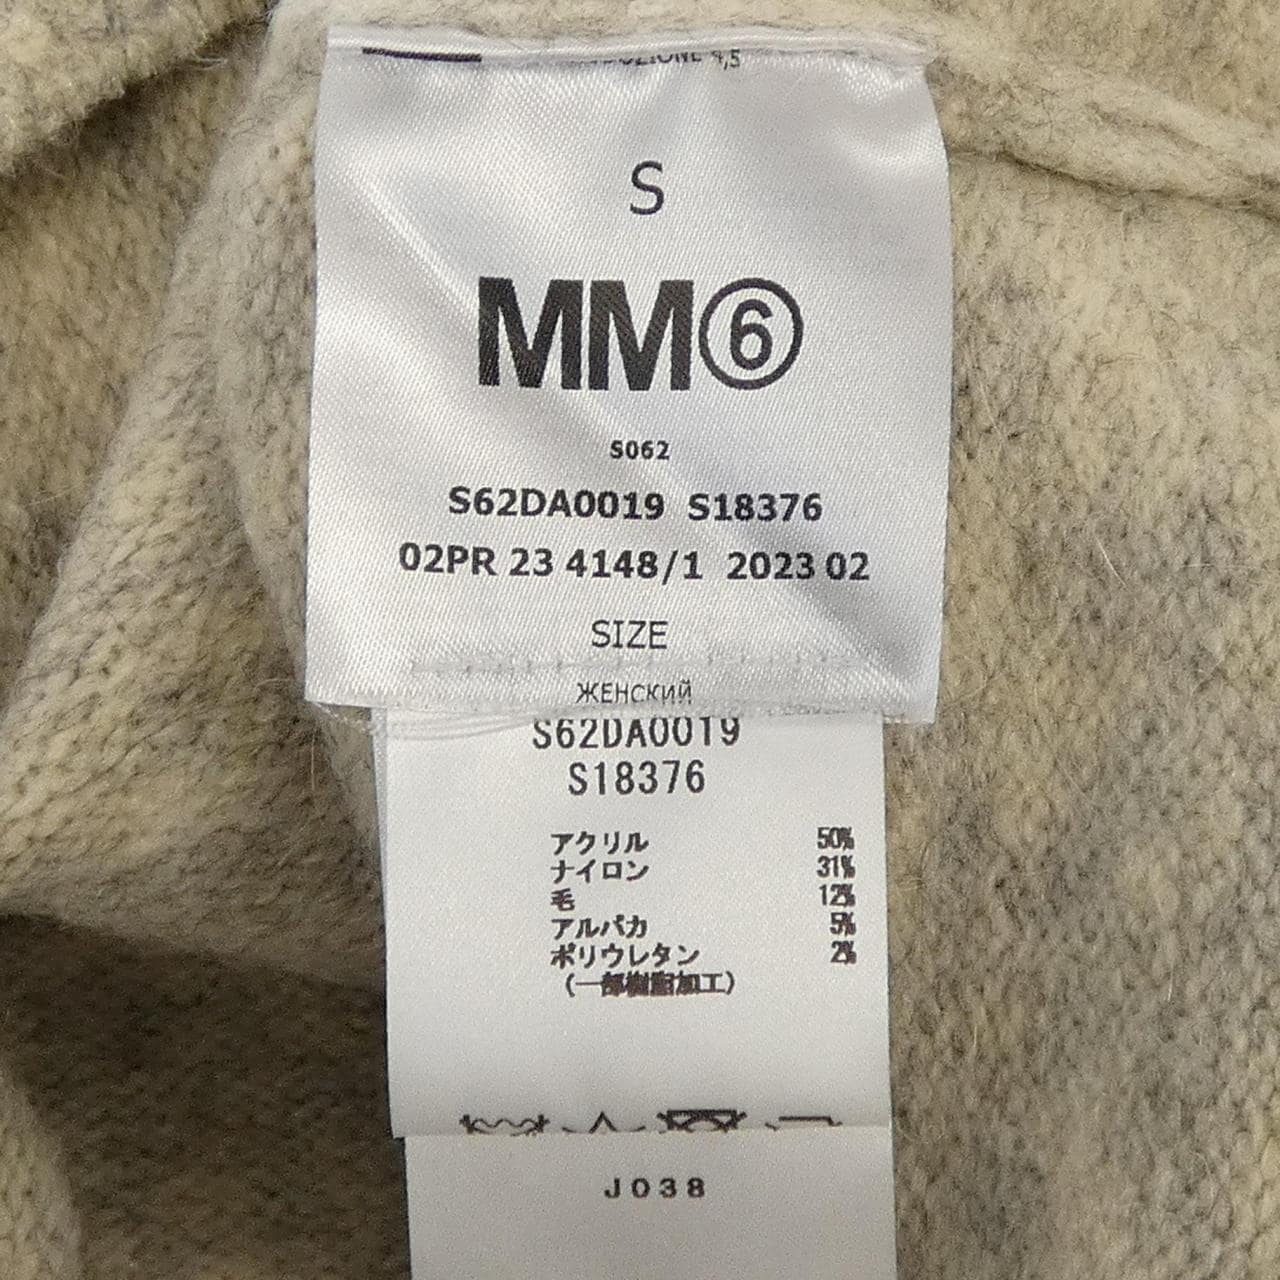 9,5
S
MM⑥
S062
S62DA0019 S18376
02PR 23 4148/1 2023 02
SIZE
ЖЕНСКИЙ
S62DA0019
S18376
アクリル 50%
ナイロン 31%
毛 12%
アルパカ 5%
ポリウレタン 2%
(一部樹脂加工)
J038